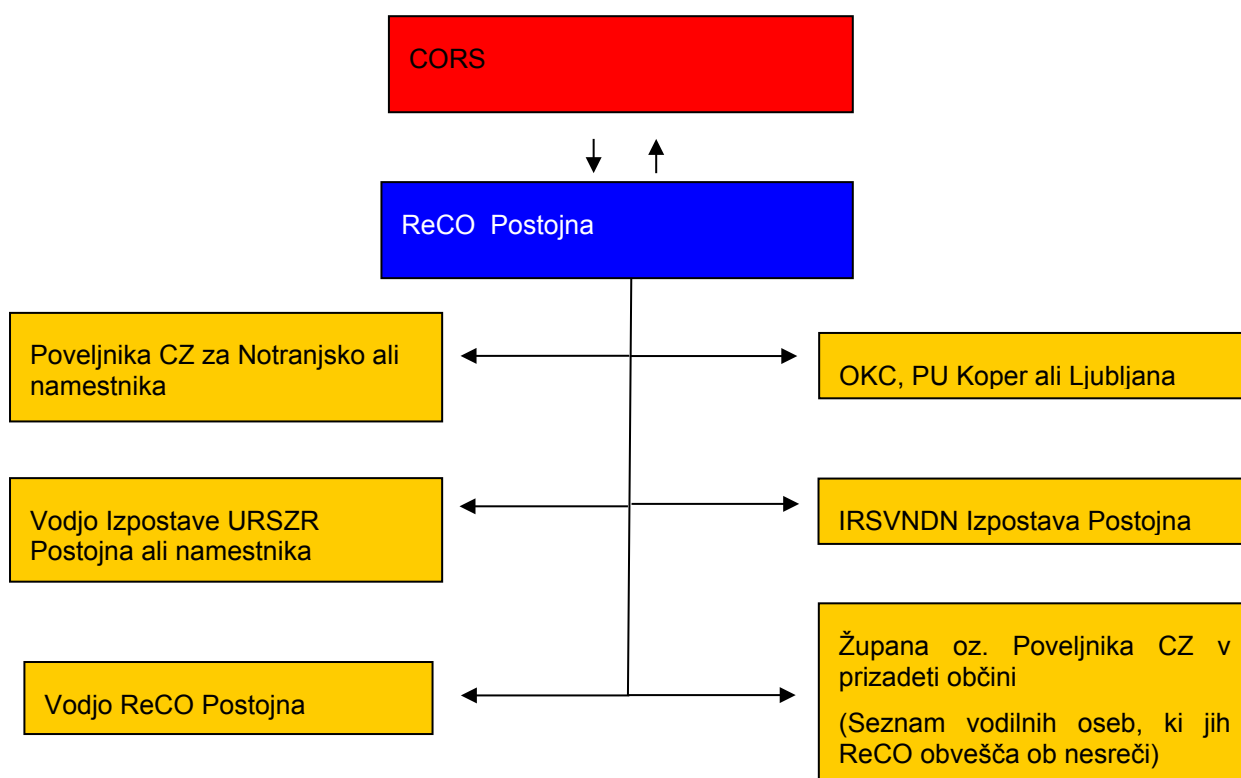 CORS
ReCO Postojna
Poveljnika CZ za Notranjsko ali
namestnika
OKC, PU Koper ali Ljubljana
Vodjo Izpostave URSZR
Postojna ali namestnika
IRSVNDN Izpostava Postojna
Vodjo ReCO Postojna
Župana oz. Poveljnika CZ v
prizadeti občini
(Seznam vodilnih oseb, ki jih
ReCO obvešča ob nesreči)